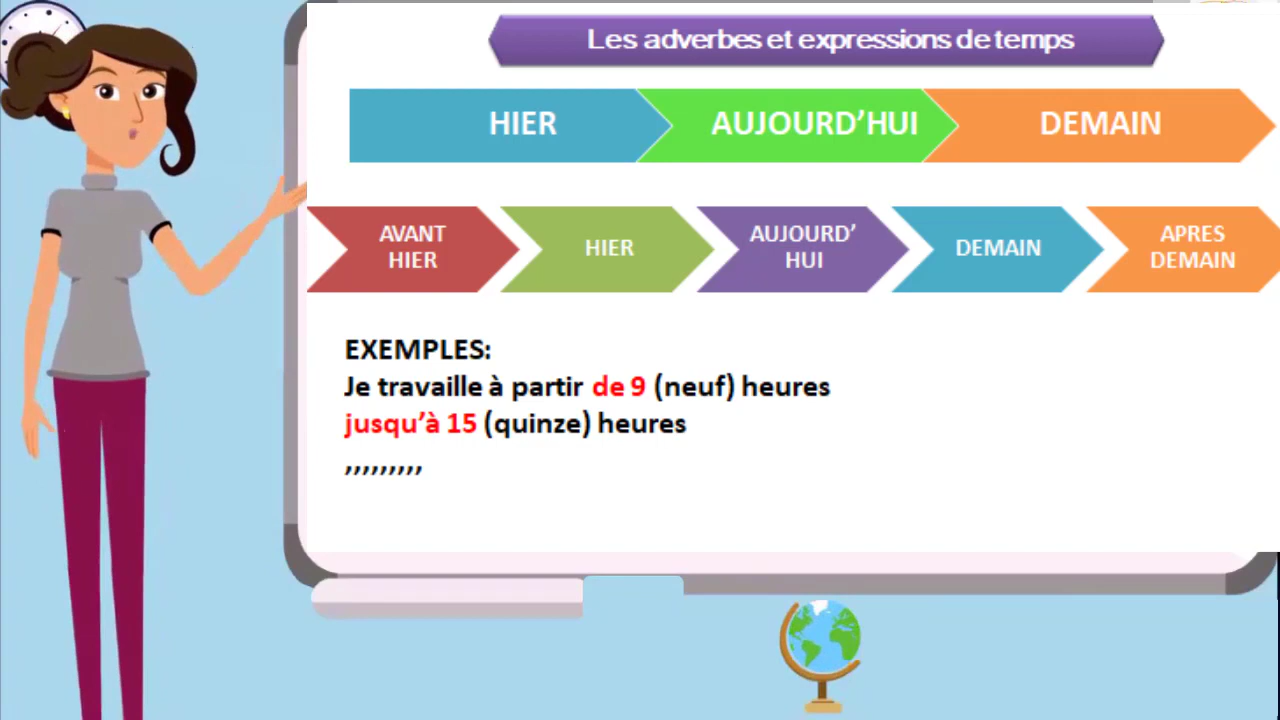 Les adverbes et expressions de temps
HIER
AUJOURD’HUI
DEMAIN
AVANT
HIER
HIER
AUJOURD’
HUI
DEMAIN
APRES
DEMAIN
EXEMPLES:
Je travaille à partir de 9 (neuf) heures
jusqu’à 15 (quinze) heures
,,,,,,,,,